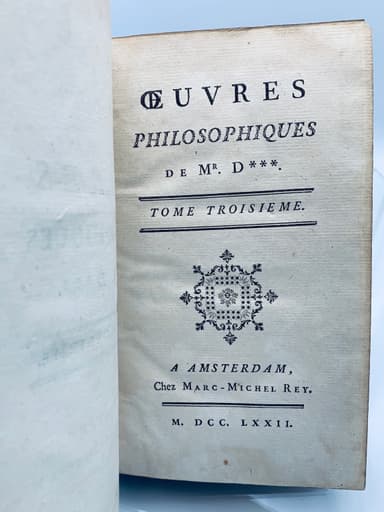 ŒUVRES
PHILOSOPHIQUES
DE MR. D***.
TOME TROISIEME.
A AMSTERDAM,
Chez MARC-MICHEL REY.
M. DCC. LXXII.